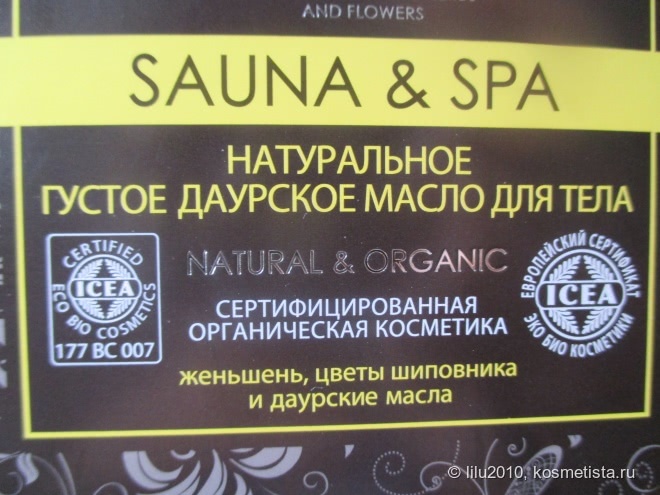 AND FLOWERS
SAUNA & SPA
НАТУРАЛЬНОЕ
ГУСТОЕ ДАУРСКОЕ МАСЛО ДЛЯ ТЕЛА
CERTIFIED
ICEA
ECO BIO COSMETICS
177 BC 007
NATURAL & ORGANIC
СЕРТИФИЦИРОВАННАЯ
ОРГАНИЧЕСКАЯ КОСМЕТИКА
ЕВРОПЕЙСКИЙ СЕРТИФИКАТ
ICEA
ЭКО БИО КОСМЕТИКИ
женьшень, цветы шиповника
и даурские масла
© lilu2010, kosmetista.ru